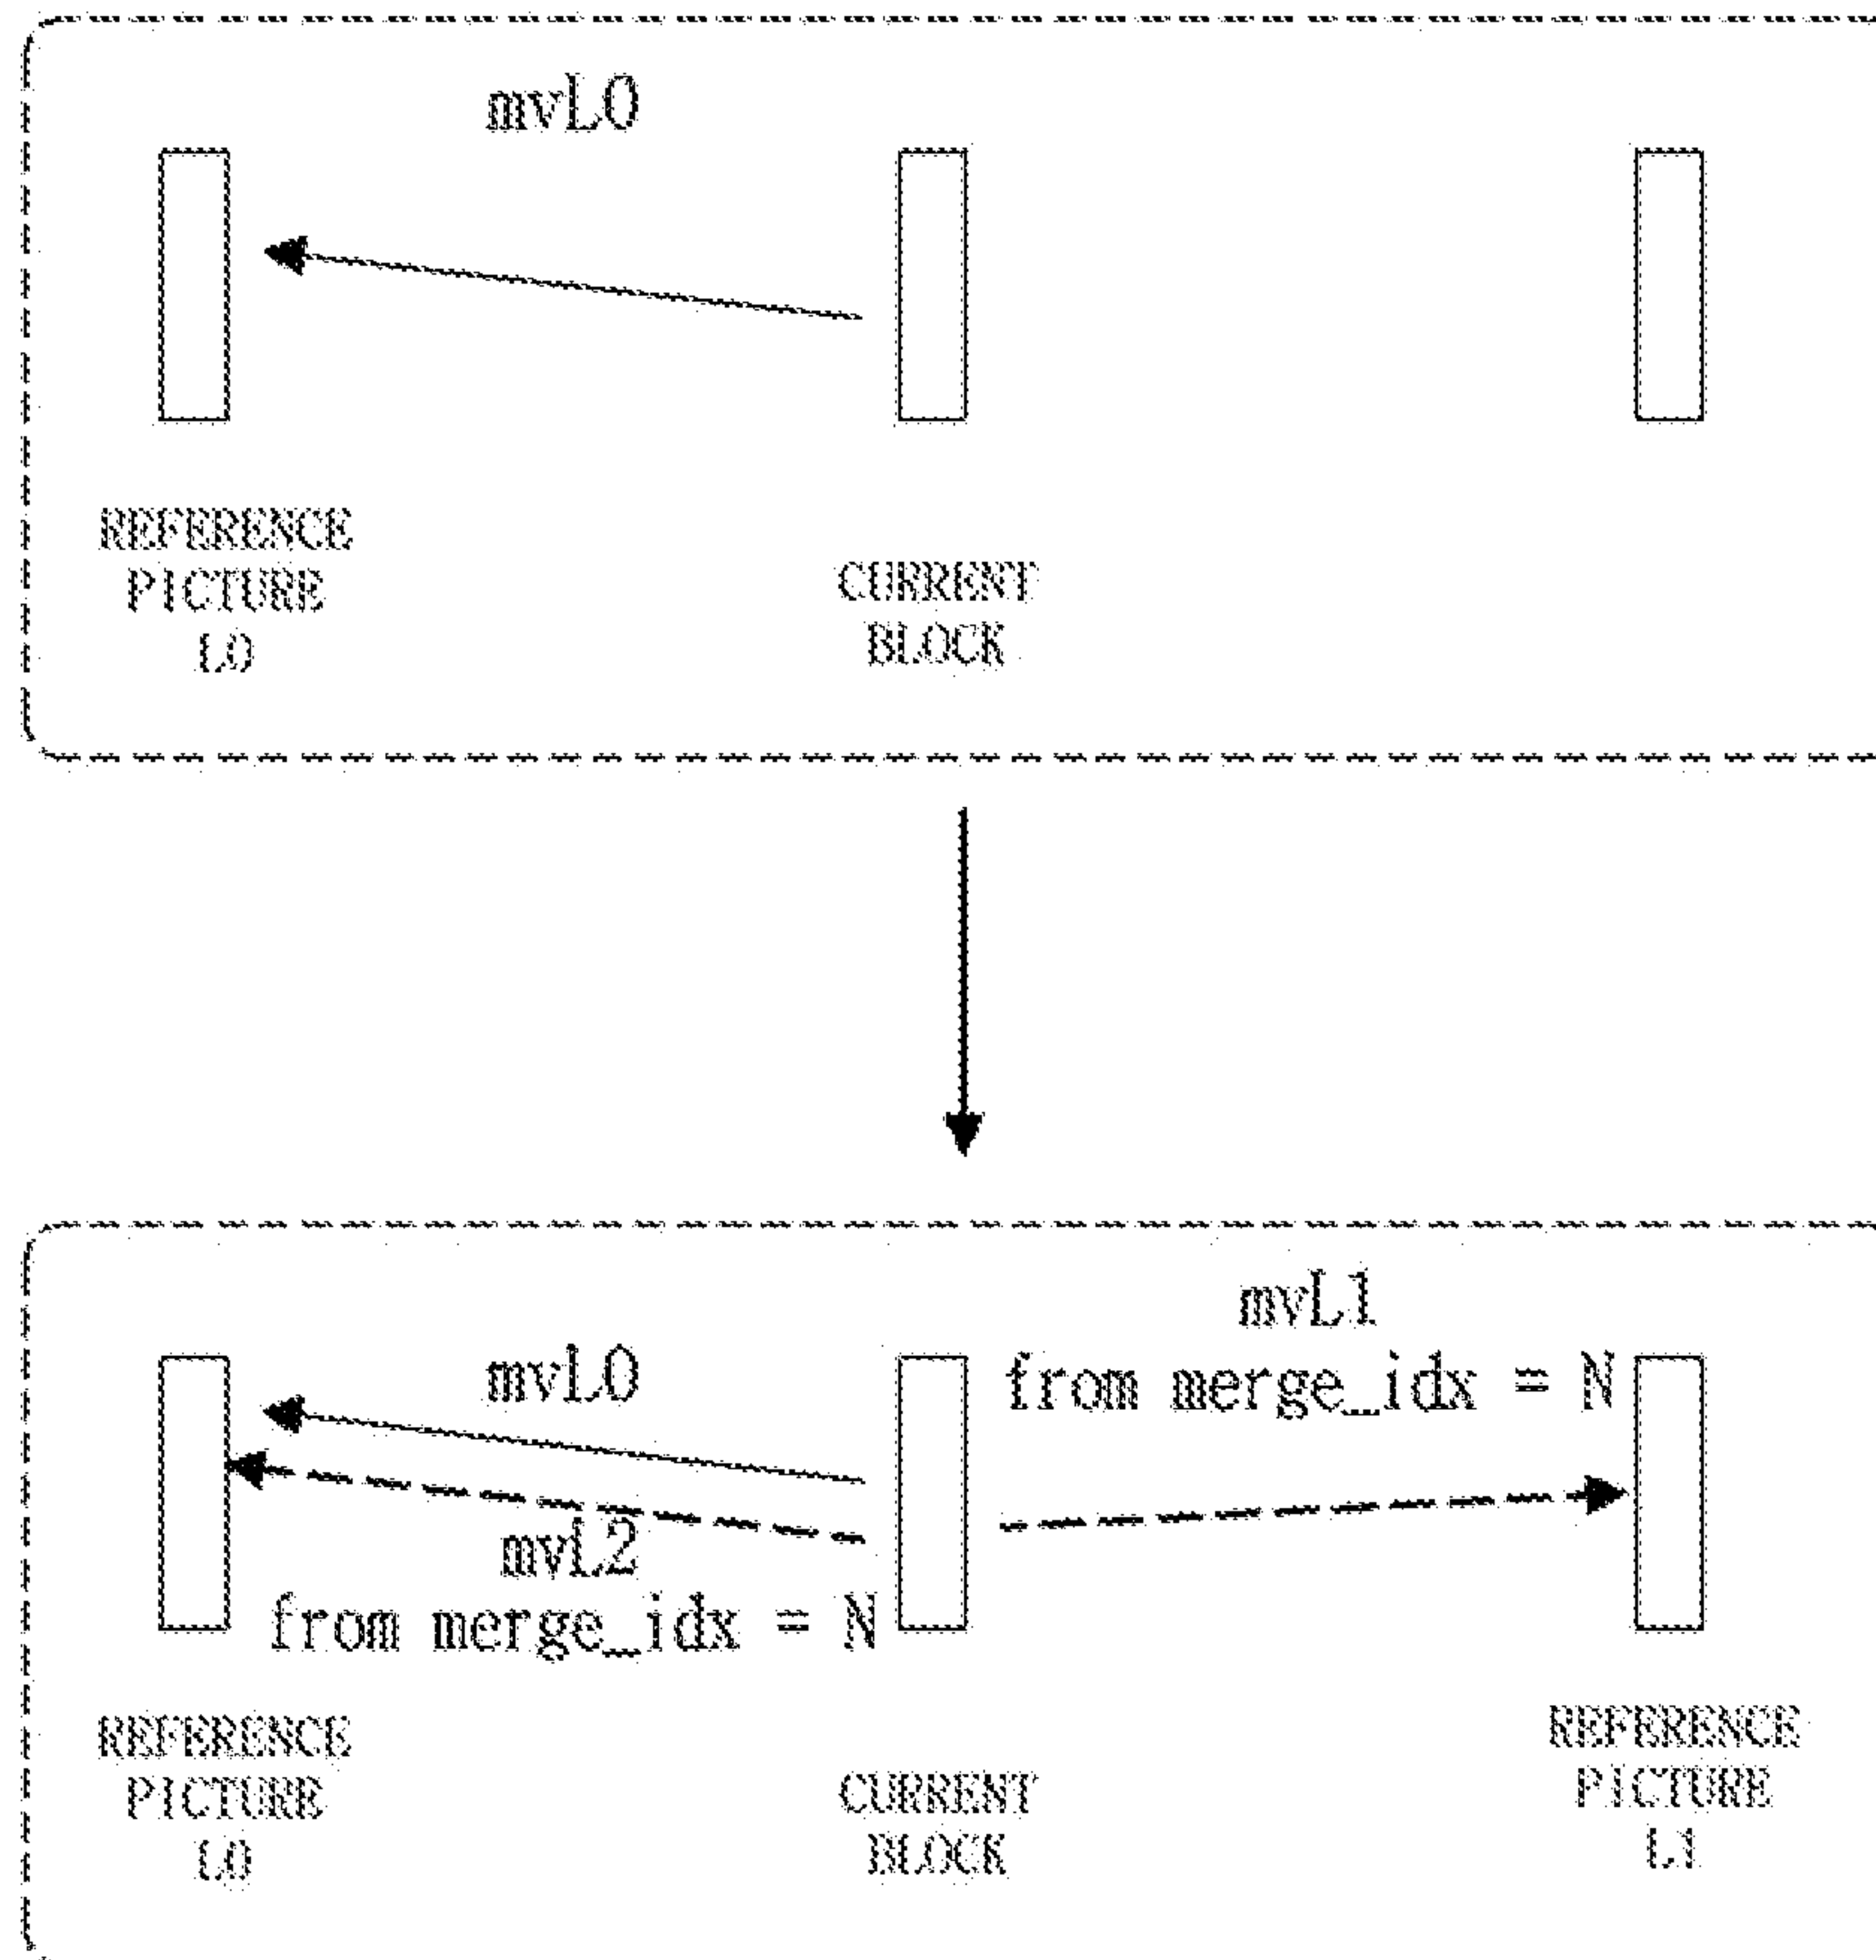 mvL0
REFERENCE
PICTURE
L0
CURRENT
BLOCK
mvL1
from merge_idx = N
mvL0
mvL2
from merge_idx = N
REFERENCE
PICTURE
L0
CURRENT
BLOCK
REFERENCE
PICTURE
L1